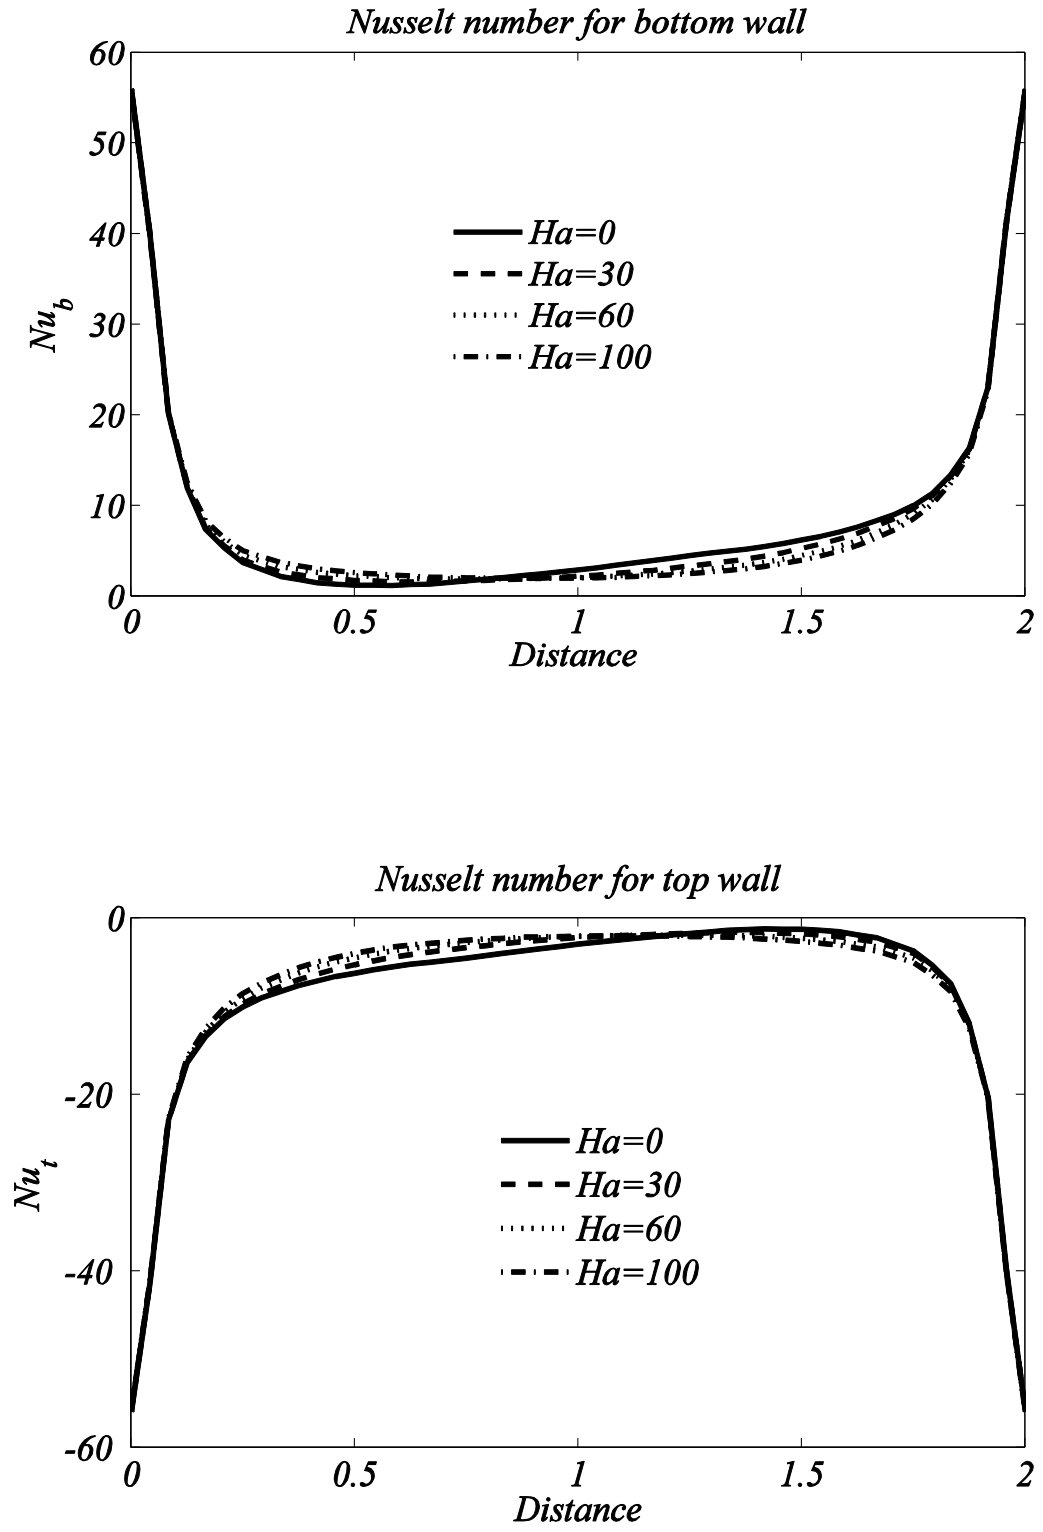 Nusselt number for bottom wall
60
50
40
30
20
10
0
Nu_b
Ha=0
Ha=30
Ha=60
Ha=100
0 0.5 1 1.5 2
Distance
Nusselt number for top wall
0
-20
-40
-60
Nu_t
Ha=0
Ha=30
Ha=60
Ha=100
0 0.5 1 1.5 2
Distance